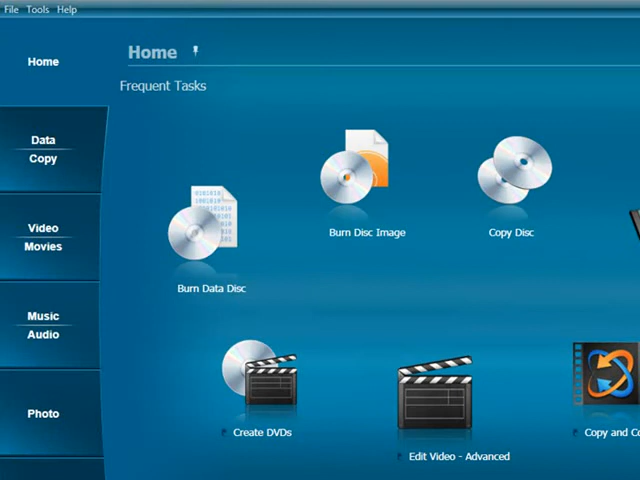 File Tools Help
Home
Home
Frequent Tasks
Data
Copy
Video
Movies
Music
Audio
Photo
Burn Disc Image
Copy Disc
Burn Data Disc
Create DVDs
Edit Video - Advanced
Copy and Co